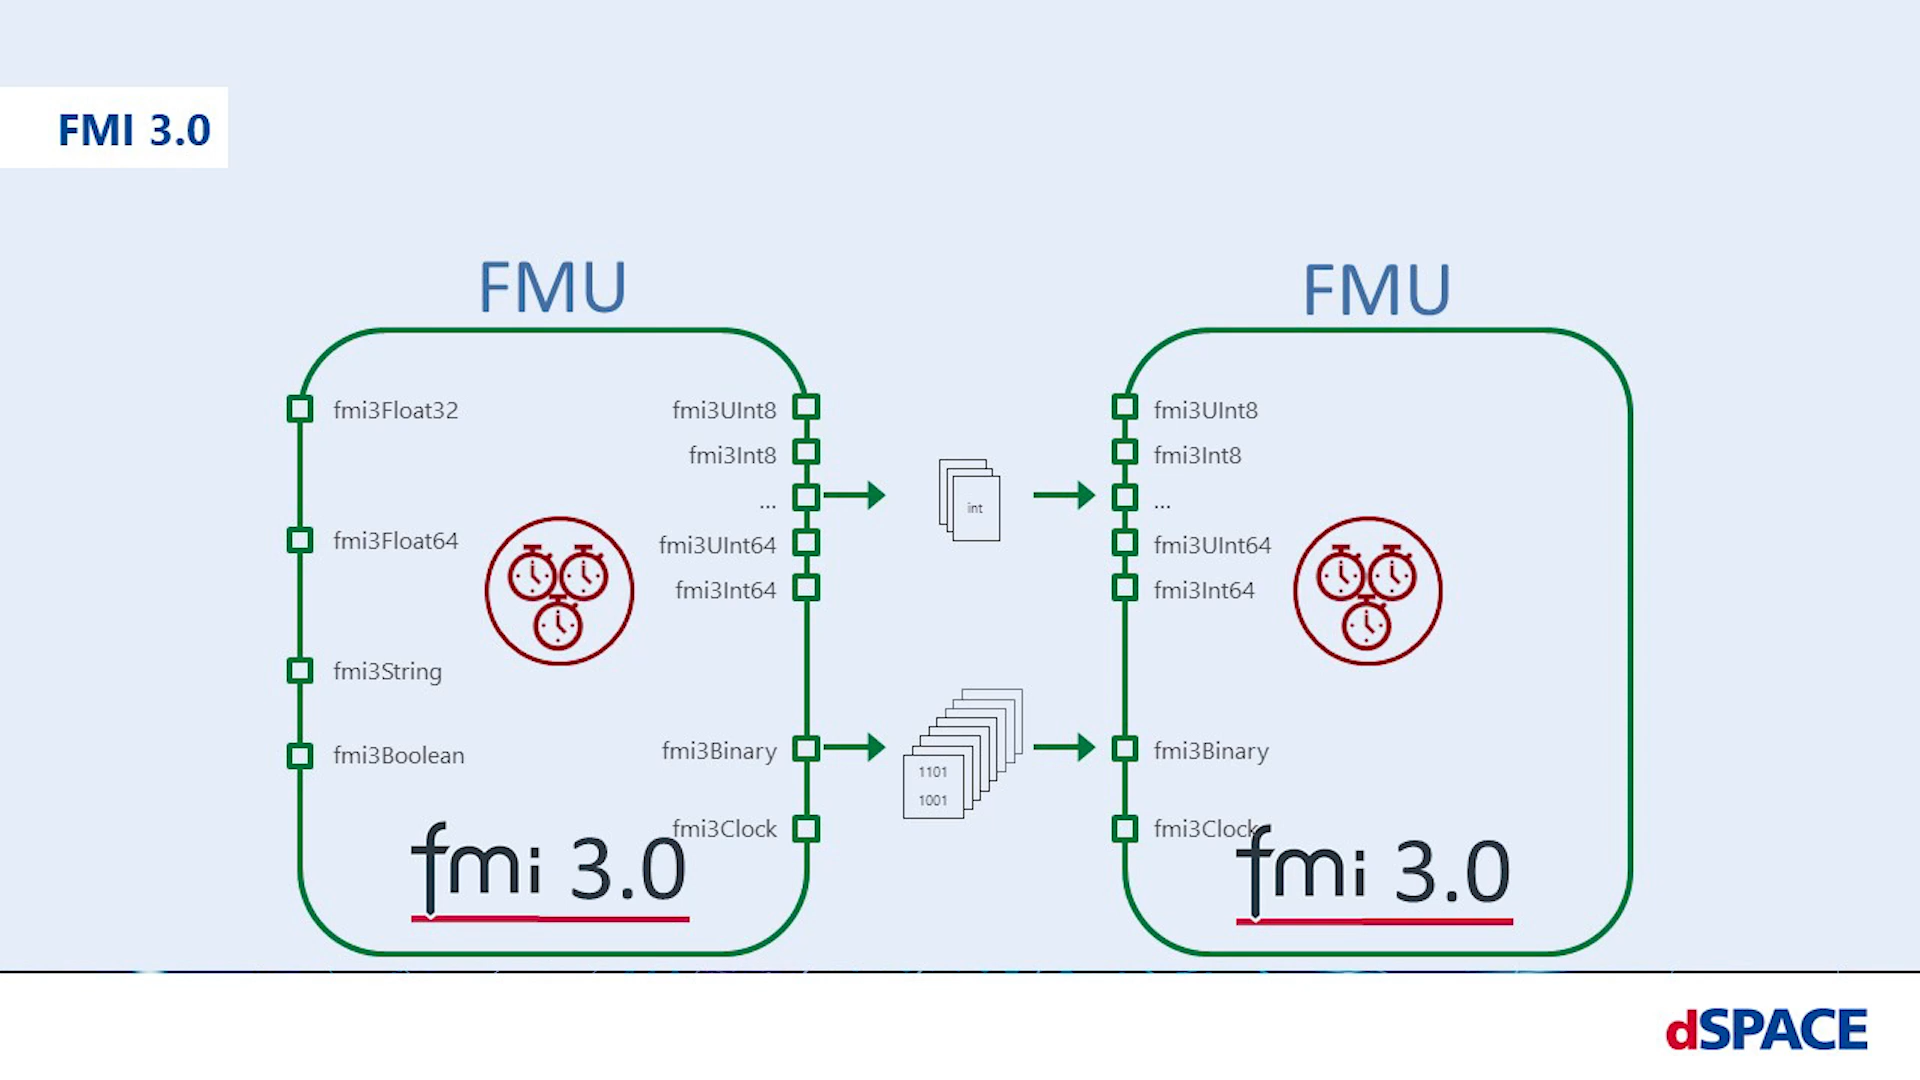 FMI 3.0
FMU
fmi3Float32
fmi3Float64
fmi3String
fmi3Boolean
fmi3UInt8
fmi3Int8
...
fmi3UInt64
fmi3Int64
fmi3Binary
fmi3Clock
fmi 3.0
int
1101
1001
FMU
fmi3UInt8
fmi3Int8
...
fmi3UInt64
fmi3Int64
fmi3Binary
fmi3Clock
fmi 3.0
dSPACE